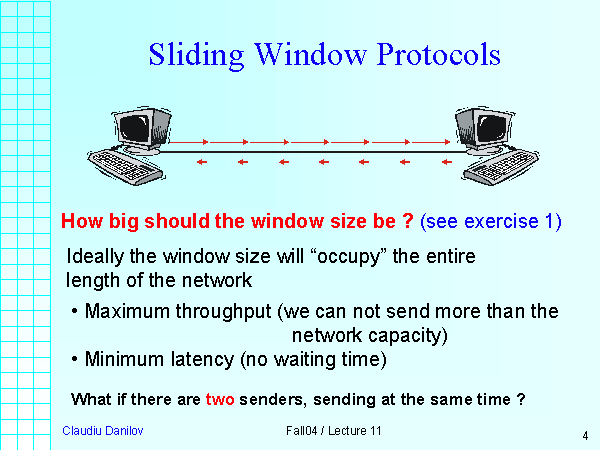 Sliding Window Protocols
How big should the window size be ? (see exercise 1)
Ideally the window size will “occupy” the entire
length of the network
• Maximum throughput (we can not send more than the
network capacity)
• Minimum latency (no waiting time)
What if there are two senders, sending at the same time ?
Claudiu Danilov
Fall04 / Lecture 11
4